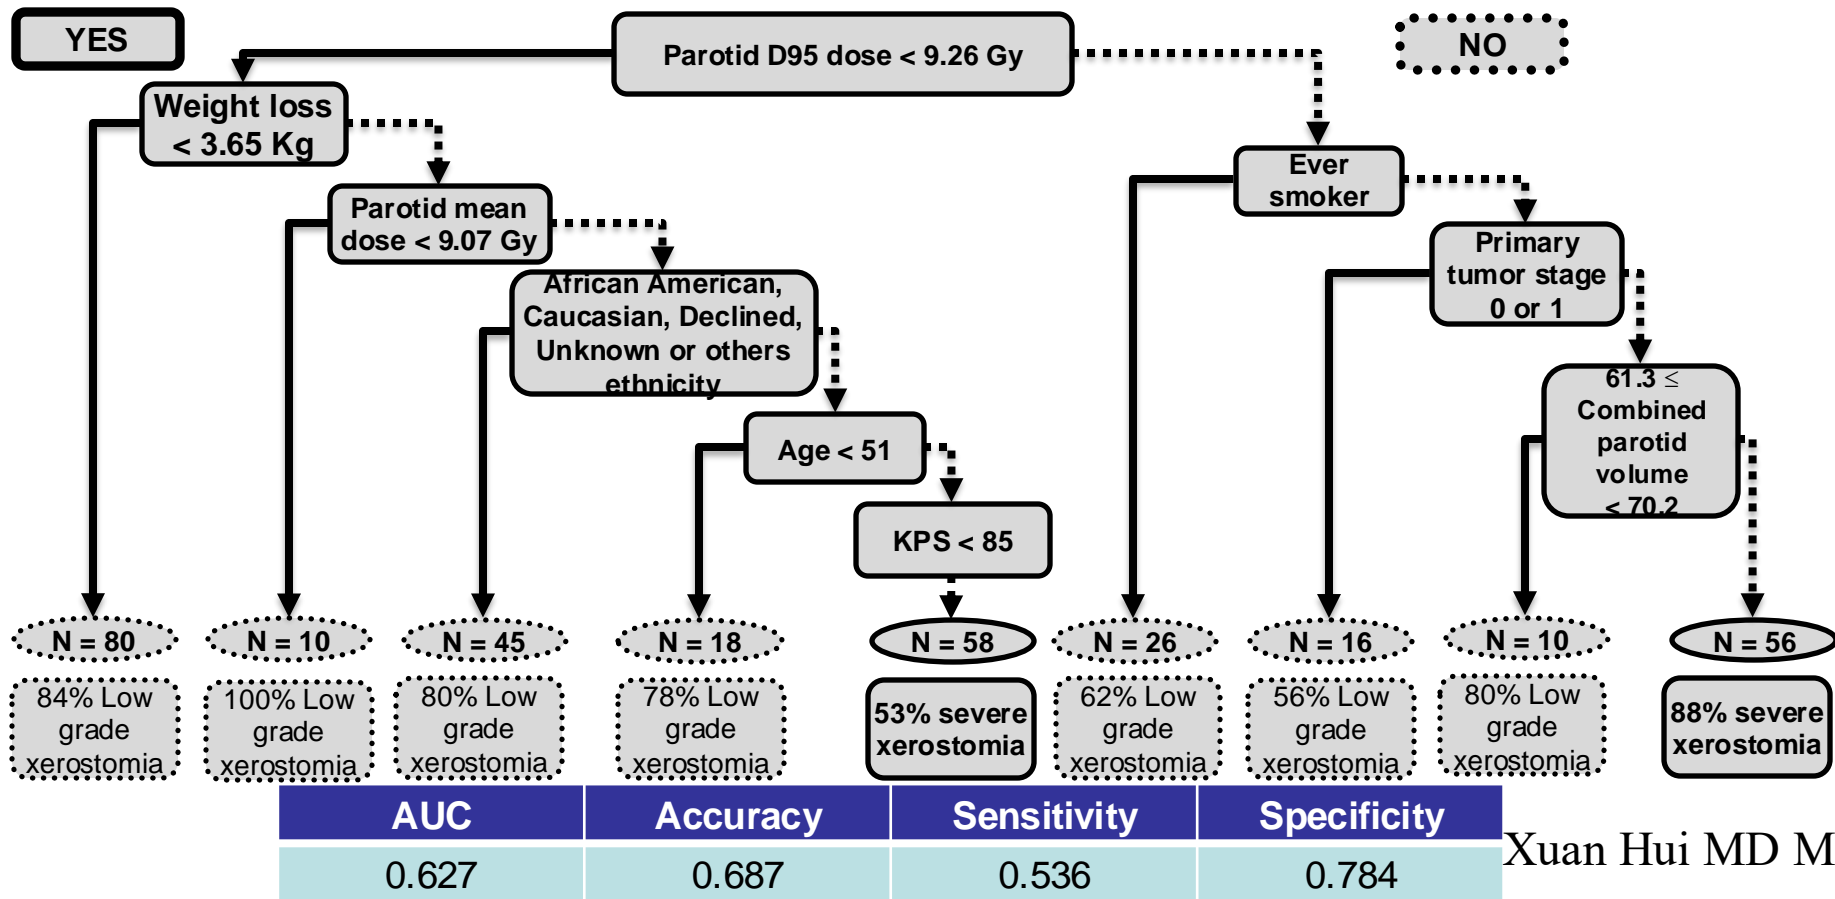 YES
Parotid D95 dose < 9.26 Gy
NO
Weight loss
< 3.65 Kg
Ever
smoker
Parotid mean
dose < 9.07 Gy
Primary
tumor stage
0 or 1
African American,
Caucasian, Declined,
Unknown or others
ethnicity
61.3 ≤
Combined
parotid
volume
< 70.2
Age < 51
KPS < 85
N = 80
N = 10
N = 45
N = 18
N = 58
N = 26
N = 16
N = 10
N = 56
84% Low
grade
xerostomia
100% Low
grade
xerostomia
80% Low
grade
xerostomia
78% Low
grade
xerostomia
53% severe
xerostomia
62% Low
grade
xerostomia
56% Low
grade
xerostomia
80% Low
grade
xerostomia
88% severe
xerostomia
AUC Accuracy Sensitivity Specificity
0.627 0.687 0.536 0.784
Xuan Hui MD M